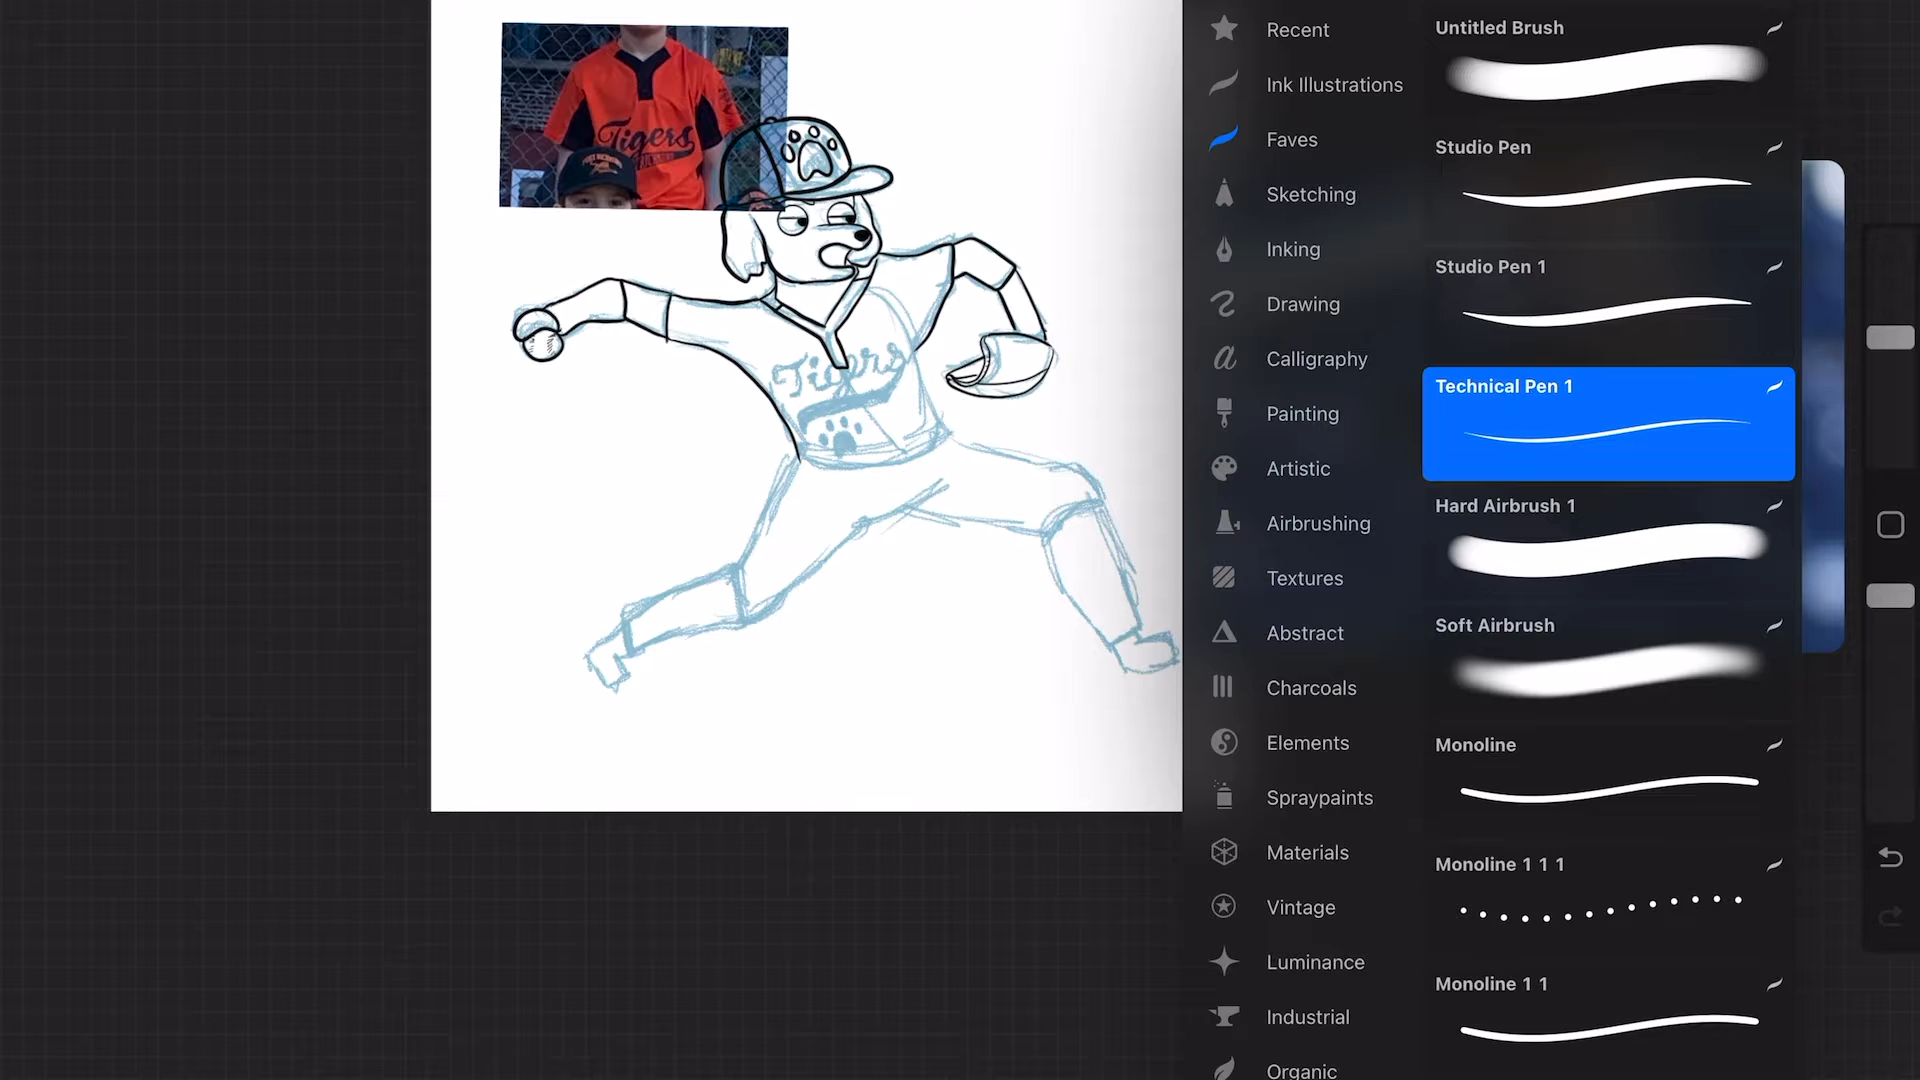 Recent
Ink Illustrations
Faves
Sketching
Inking
Drawing
Calligraphy
Painting
Artistic
Airbrushing
Textures
Abstract
Charcoals
Elements
Spraypaints
Materials
Vintage
Luminance
Industrial
Organic
Untitled Brush
Studio Pen
Studio Pen 1
Technical Pen 1
Hard Airbrush 1
Soft Airbrush
Monoline
Monoline 1 1 1
Monoline 1 1
Tigers
Tigers